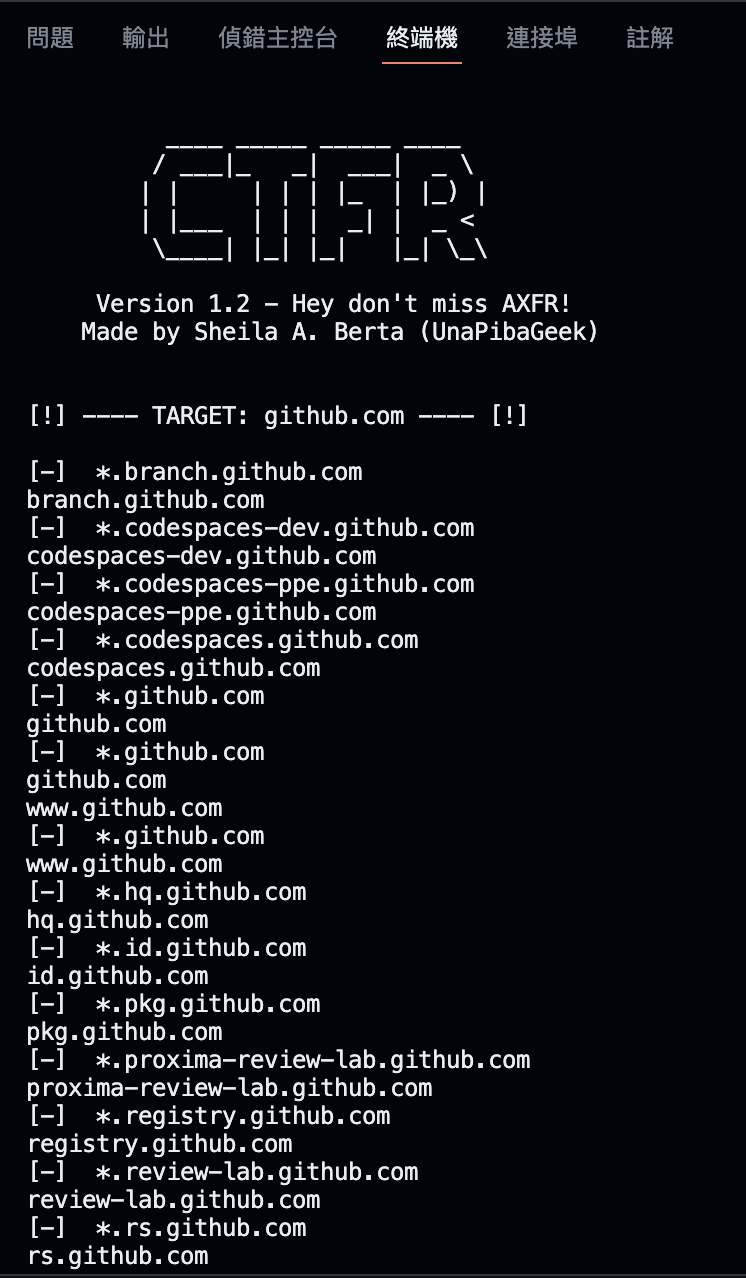 問題 輸出 偵錯主控台 終端機 連接埠 註解
CTFR
Version 1.2 - Hey don't miss AXFR!
Made by Sheila A. Berta (UnaPibaGeek)
[!] ---- TARGET: github.com ---- [!]
[-]  *.branch.github.com
branch.github.com
[-]  *.codespaces-dev.github.com
codespaces-dev.github.com
[-]  *.codespaces-ppe.github.com
codespaces-ppe.github.com
[-]  *.codespaces.github.com
codespaces.github.com
[-]  *.github.com
github.com
[-]  *.github.com
github.com
www.github.com
[-]  *.github.com
www.github.com
[-]  *.hq.github.com
hq.github.com
[-]  *.id.github.com
id.github.com
[-]  *.pkg.github.com
pkg.github.com
[-]  *.proxima-review-lab.github.com
proxima-review-lab.github.com
[-]  *.registry.github.com
registry.github.com
[-]  *.review-lab.github.com
review-lab.github.com
[-]  *.rs.github.com
rs.github.com